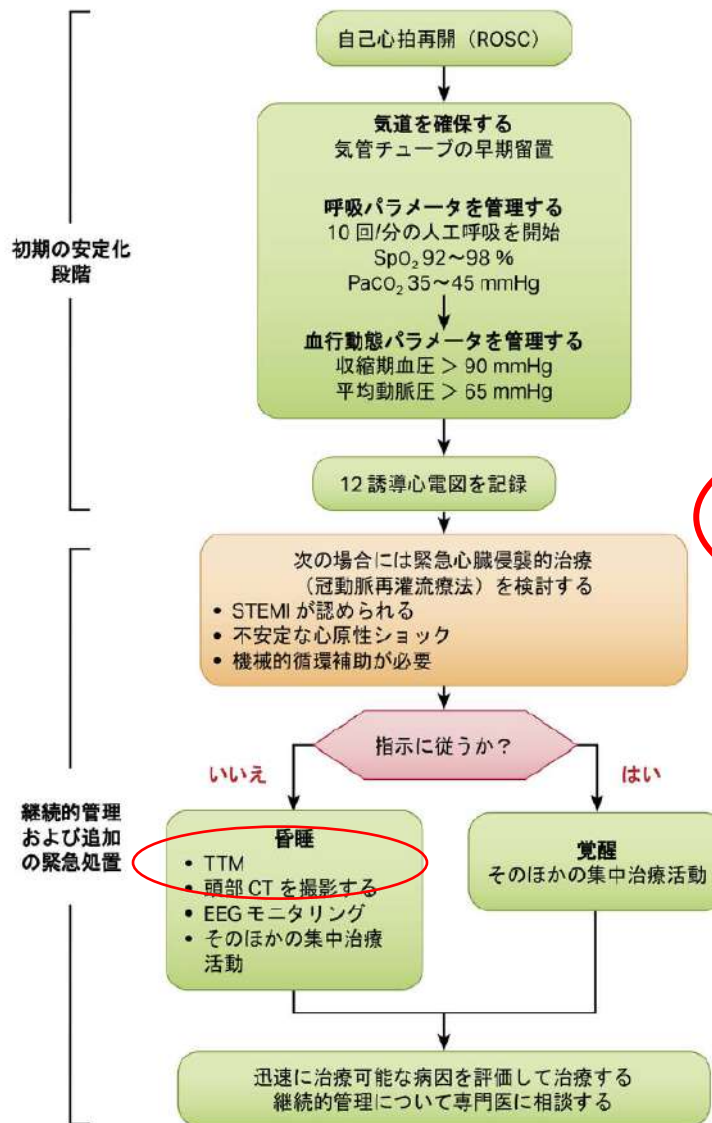 自己心拍再開（ROSC）
気道を確保する
気管チューブの早期留置
呼吸パラメータを管理する
10 回/分の人工呼吸を開始
SpO₂ 92～98 %
PaCO₂ 35～45 mmHg
血行動態パラメータを管理する
収縮期血圧 > 90 mmHg
平均動脈圧 > 65 mmHg
初期の安定化
段階
12 誘導心電図を記録
次の場合には緊急心臓侵襲的治療
（冠動脈再灌流療法）を検討する
• STEMI が認められる
• 不安定な心原性ショック
• 機械的循環補助が必要
指示に従うか？
いいえ
はい
継続的管理
および追加
の緊急処置
昏睡
• TTM
• 頭部 CT を撮影する
• EEG モニタリング
• そのほかの集中治療
活動
覚醒
そのほかの集中治療活動
迅速に治療可能な病因を評価して治療する
継続的管理について専門医に相談する